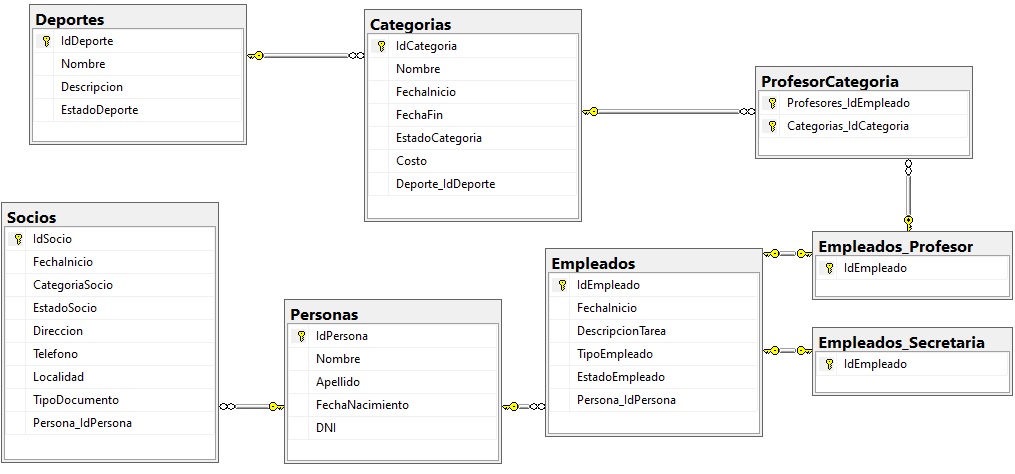 Deportes
IdDeporte
Nombre
Descripcion
EstadoDeporte
Categorias
IdCategoria
Nombre
FechaInicio
FechaFin
EstadoCategoria
Costo
Deporte_IdDeporte
ProfesorCategoria
Profesores_IdEmpleado
Categorias_IdCategoria
Socios
IdSocio
FechaInicio
CategoriaSocio
EstadoSocio
Direccion
Telefono
Localidad
TipoDocumento
Persona_IdPersona
Personas
IdPersona
Nombre
Apellido
FechaNacimiento
DNI
Empleados
IdEmpleado
FechaInicio
DescripcionTarea
TipoEmpleado
EstadoEmpleado
Persona_IdPersona
Empleados_Profesor
IdEmpleado
Empleados_Secretaria
IdEmpleado